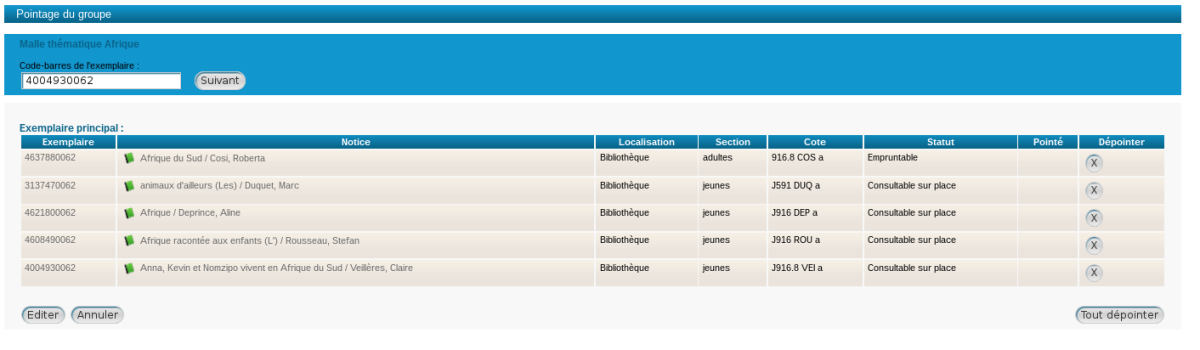 Pointage du groupe
Malle thématique Afrique
Code-barres de l'exemplaire :
4004930062 Suivant
Exemplaire principal :
Exemplaire Notice Localisation Section Cote Statut Pointé Dépointer
4637880062 Afrique du Sud / Cosi, Roberta Bibliothèque adultes 916.8 COS a Empruntable X
3137470062 animaux d'ailleurs (Les) / Duquet, Marc Bibliothèque jeunes J591 DUQ a Consultable sur place X
4621800062 Afrique / Deprince, Aline Bibliothèque jeunes J916 DEP a Consultable sur place X
4608490062 Afrique racontée aux enfants (L') / Rousseau, Stefan Bibliothèque jeunes J916 ROU a Consultable sur place X
4004930062 Anna, Kevin et Nomzipo vivent en Afrique du Sud / Veillères, Claire Bibliothèque jeunes J916.8 VEI a Consultable sur place X
Editer Annuler Tout dépointer